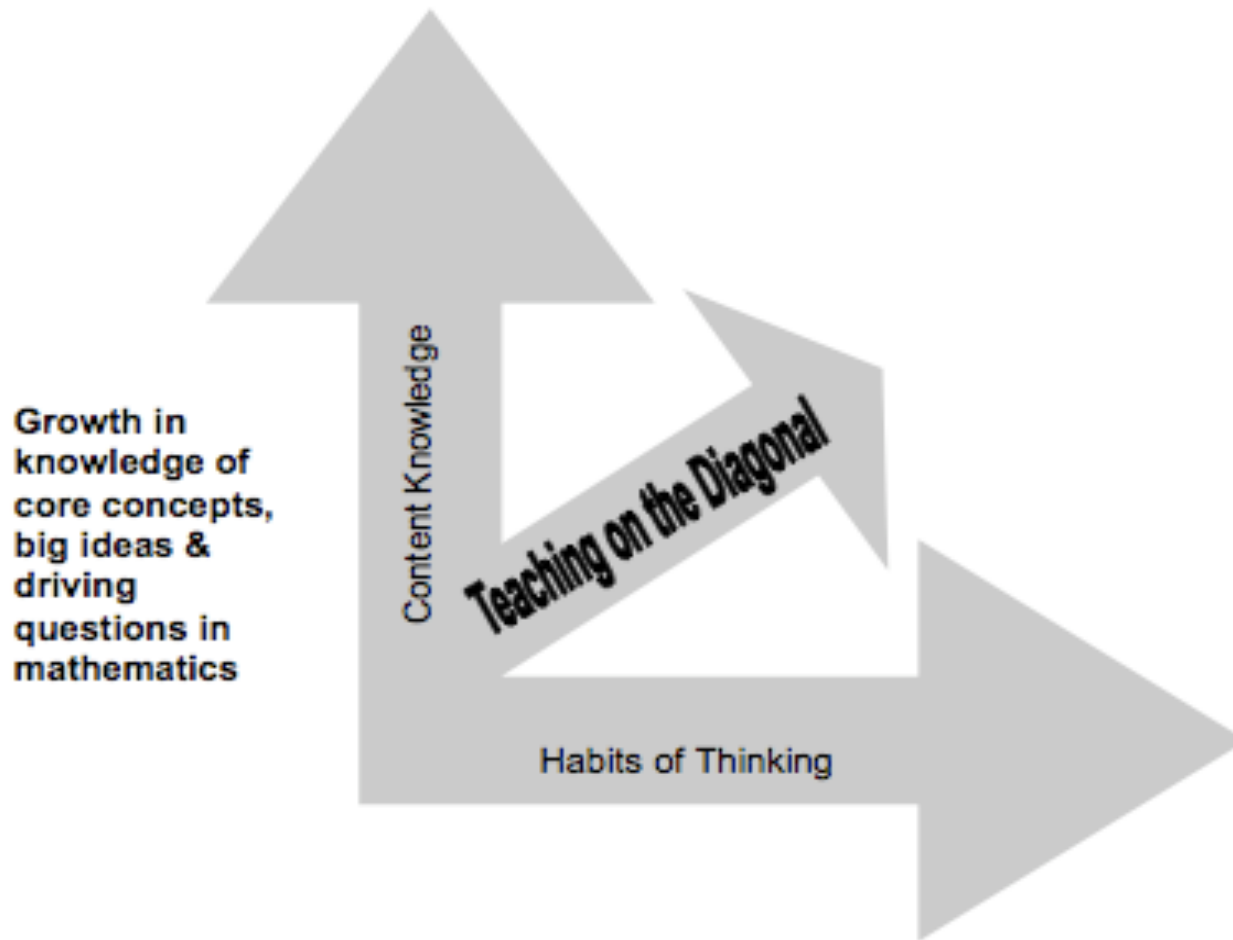 Growth in
knowledge of
core concepts,
big ideas &
driving
questions in
mathematics
Content Knowledge
Teaching on the Diagonal
Habits of Thinking